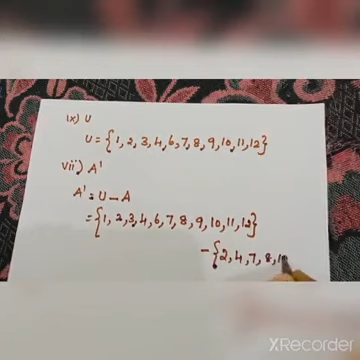 ix) U
U = {1, 2, 3, 4, 6, 7, 8, 9, 10, 11, 12}
vii) A'
A' = U - A
= {1, 2, 3, 4, 6, 7, 8, 9, 10, 11, 12}
- {2, 4, 7, 8, 10
XRecorder